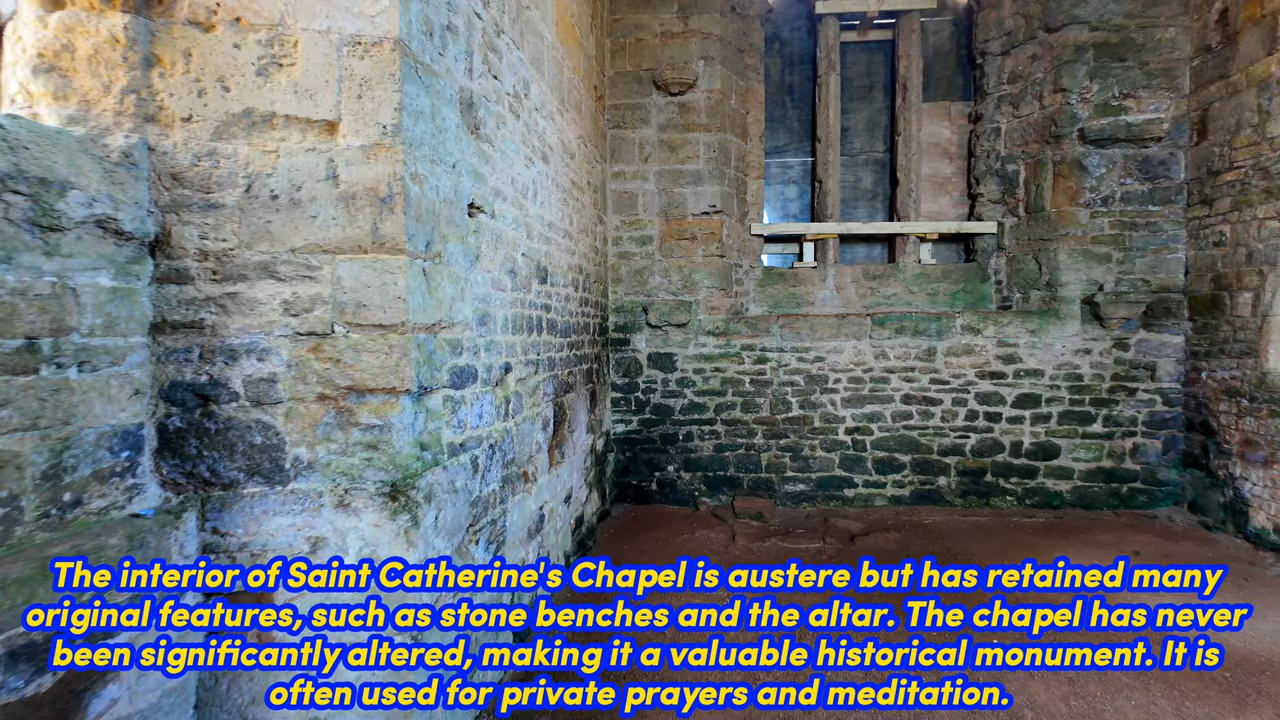 The interior of Saint Catherine's Chapel is austere but has retained many
original features, such as stone benches and the altar. The chapel has never
been significantly altered, making it a valuable historical monument. It is
often used for private prayers and meditation.